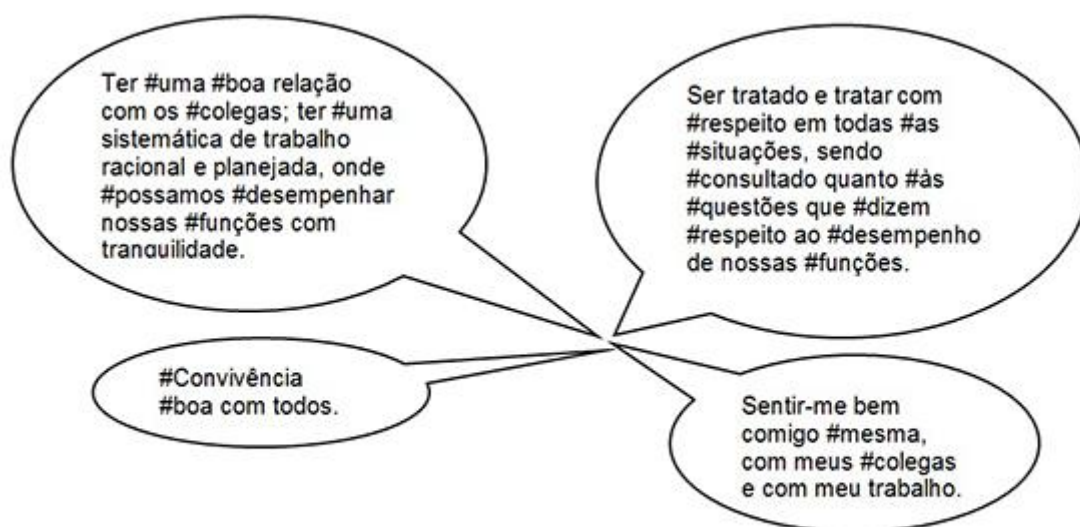 Ter #uma #boa relação
com os #colegas; ter #uma
sistemática de trabalho
racional e planejada, onde
#possamos #desempenhar
nossas #funções com
tranquilidade.
Ser tratado e tratar com
#respeito em todas #as
#situações, sendo
#consultado quanto #às
#questões que #dizem
#respeito ao #desempenho
de nossas #funções.
#Convivência
#boa com todos.
Sentir-me bem
comigo #mesma,
com meus #colegas
e com meu trabalho.